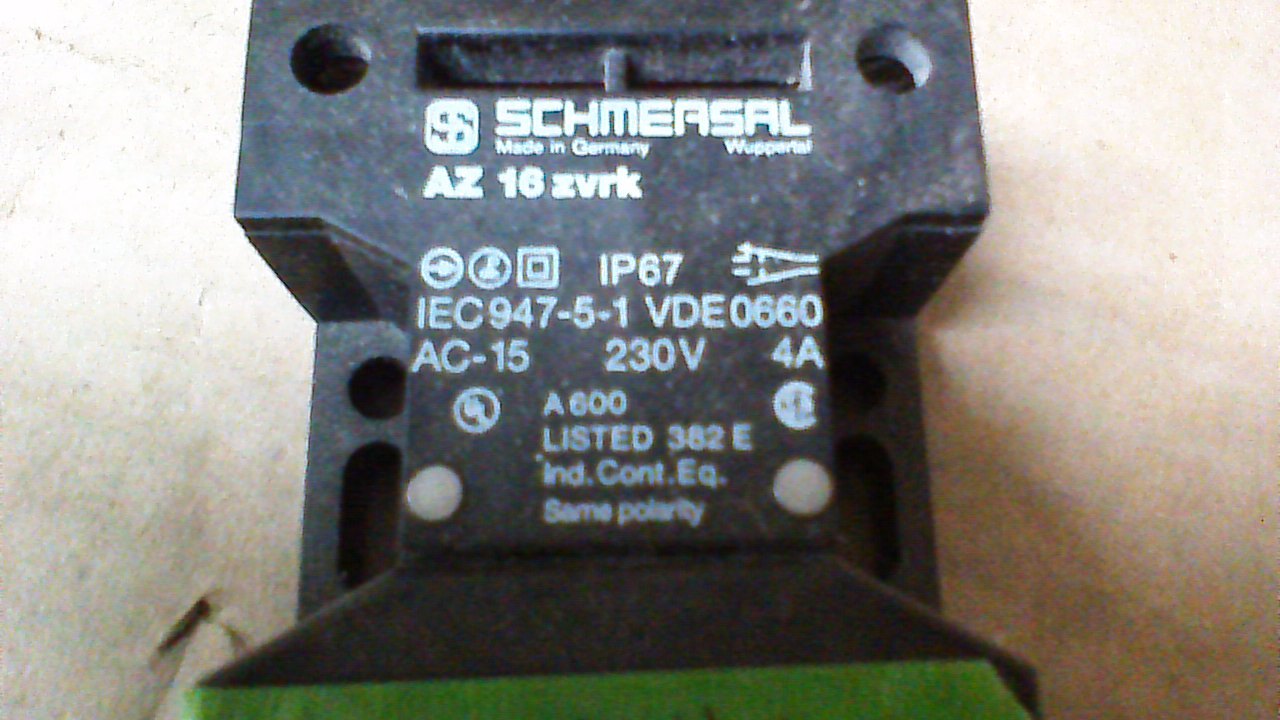 SCHMERSAL
Made in Germany Wuppertal
AZ 16 zvrk
IP67
IEC 947-5-1 VDE 0660
AC-15 230V 4A
A 600
LISTED 382 E
Ind. Cont. Eq.
Same polarity